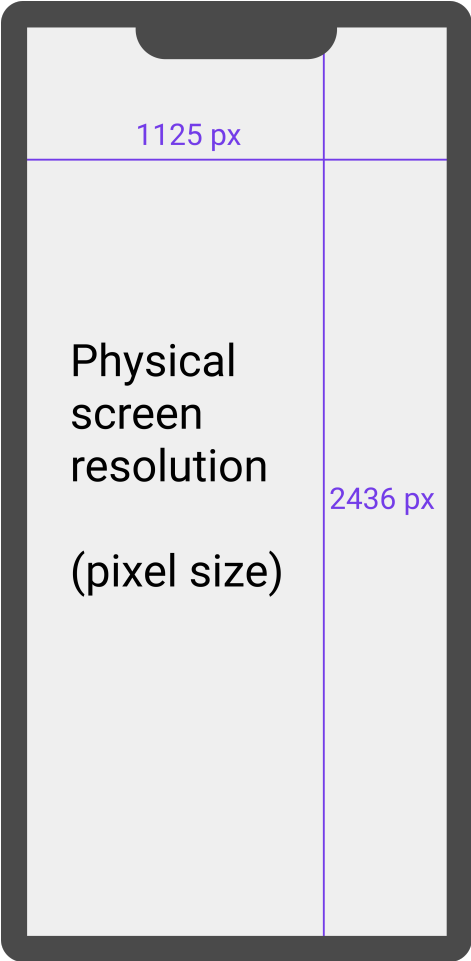 1125 px
Physical
screen
resolution
2436 px
(pixel size)